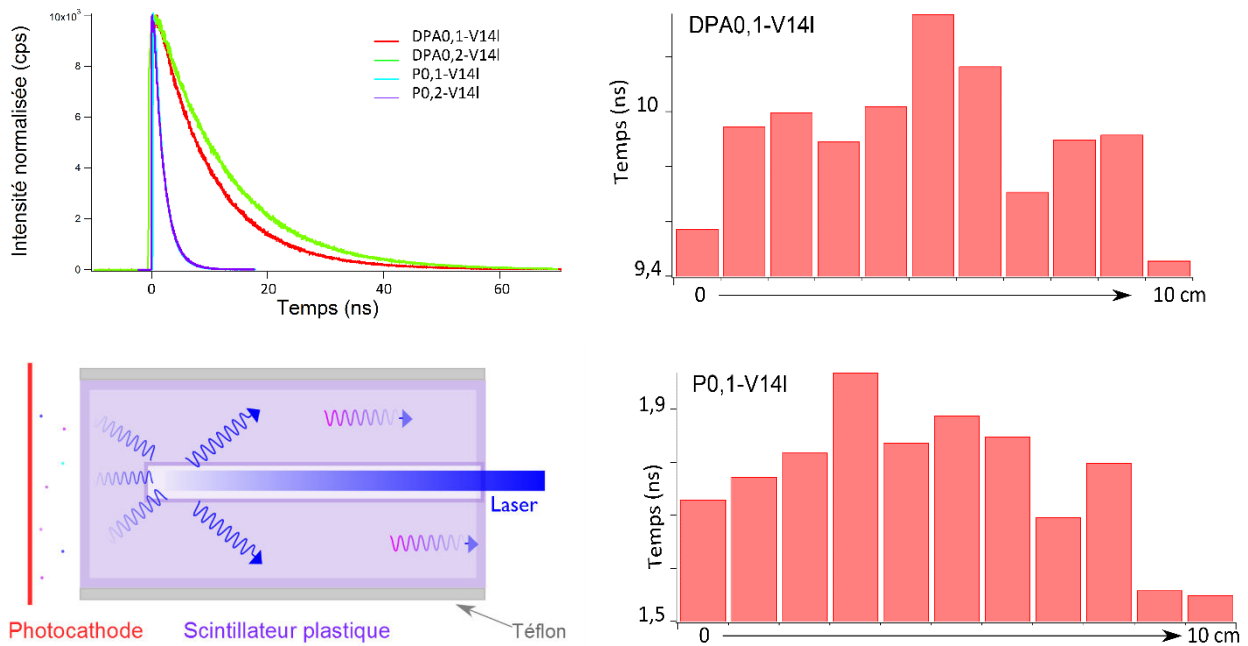 10x10³
8
6
4
2
0
Intensité normalisée (cps)
DPA0,1-V14I
DPA0,2-V14I
P0,1-V14I
P0,2-V14I
0
20
40
60
Temps (ns)
DPA0,1-V14I
Temps (ns)
10
9,4
0
10 cm
Laser
Photocathode
Scintillateur plastique
Téflon
P0,1-V14I
Temps (ns)
1,9
1,5
0
10 cm